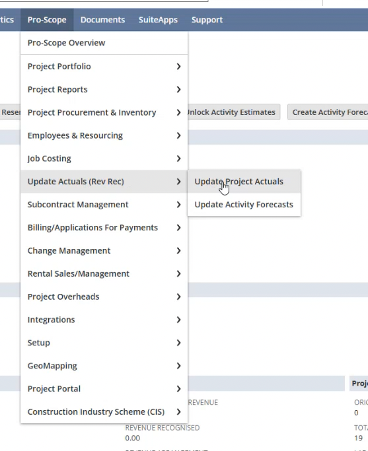 tics Pro-Scope Documents SuiteApps Support
Pro-Scope Overview
Project Portfolio
Project Reports
Rese
Project Procurement & Inventory
nlock Activity Estimates
Create Activity Foreca
Employees & Resourcing
Job Costing
Update Actuals (Rev Rec)
Update Project Actuals
Subcontract Management
Update Activity Forecasts
Billing/Applications For Payments
Change Management
Rental Sales/Management
Project Overheads
Integrations
Setup
GeoMapping
Project Portal
Proje
Construction Industry Scheme (CIS)
REVENUE
ORIG
0
REVENUE RECOGNISED
TOTA
0.00
19